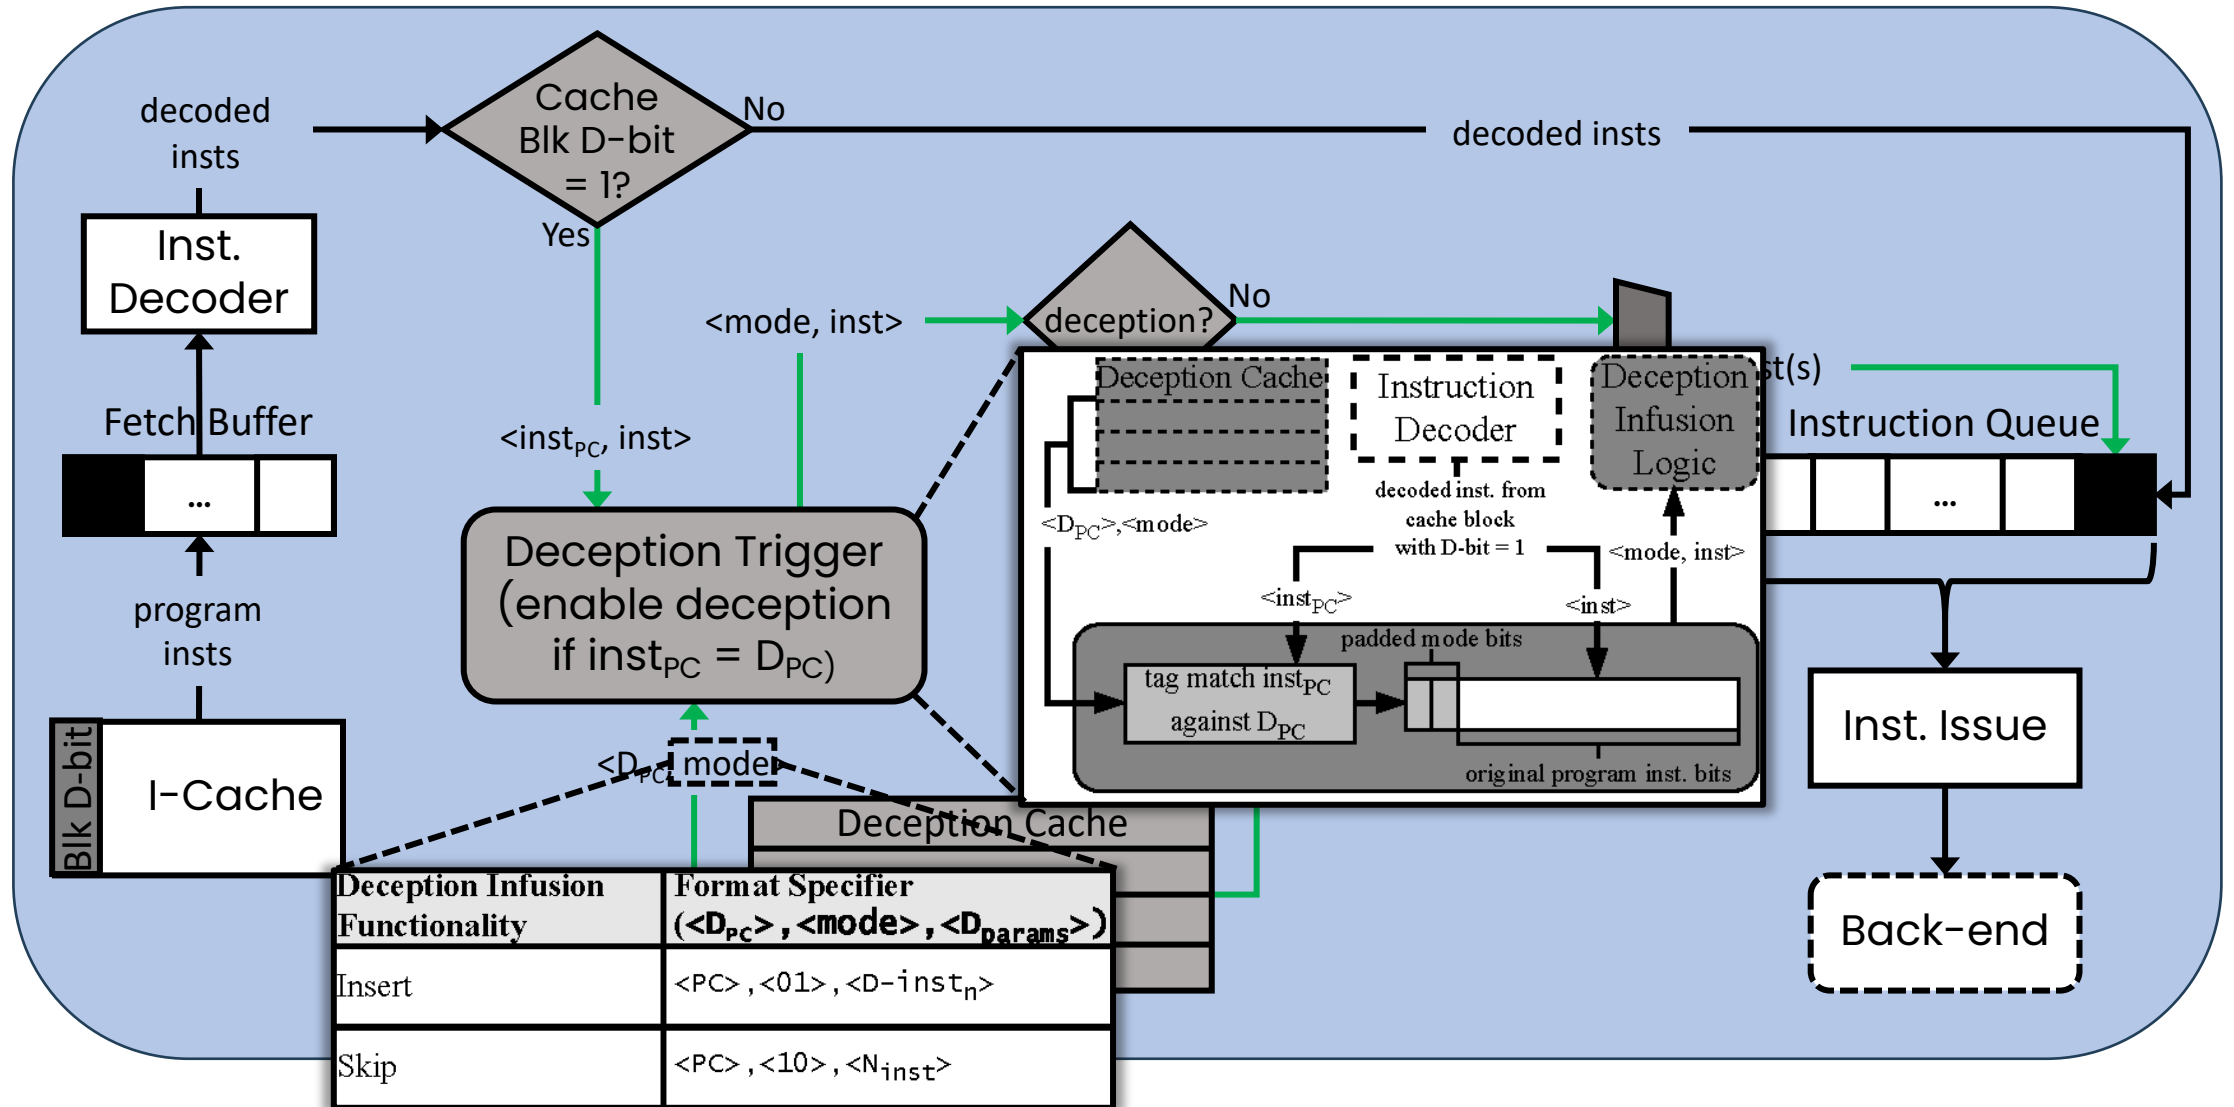 decoded
insts
Cache
Blk D-bit
= 1?
No
decoded insts
Yes
Inst.
Decoder
<mode, inst>
deception?
No
Fetch Buffer
...
<instPC, inst>
st(s)
Instruction Queue
...
Deception Trigger
(enable deception
if instPC = DPC)
program
insts
Blk D-bit
I-Cache
<DPC, mode>
Deception Cache
Deception Cache
Instruction
Decoder
Deception
Infusion
Logic
decoded inst. from
cache block
with D-bit = 1
<DPC>,<mode>
<mode, inst>
<instPC>
<inst>
padded mode bits
tag match instPC
against DPC
original program inst. bits
Inst. Issue
Back-end
Deception Infusion
Functionality
Format Specifier
(<DPC>,<mode>,<Dparams>)
Insert
<PC>,<01>,<D-instn>
Skip
<PC>,<10>,<Ninst>